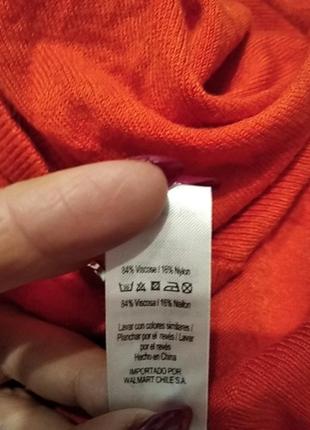 84% Viscose / 16% Nylon
84% Viscosa / 16% Nailon
Lavar con colores similares /
Planchar por el revés / Lavar
por el revés
Hecho en China
IMPORTADO POR
WALMART CHILE S.A.